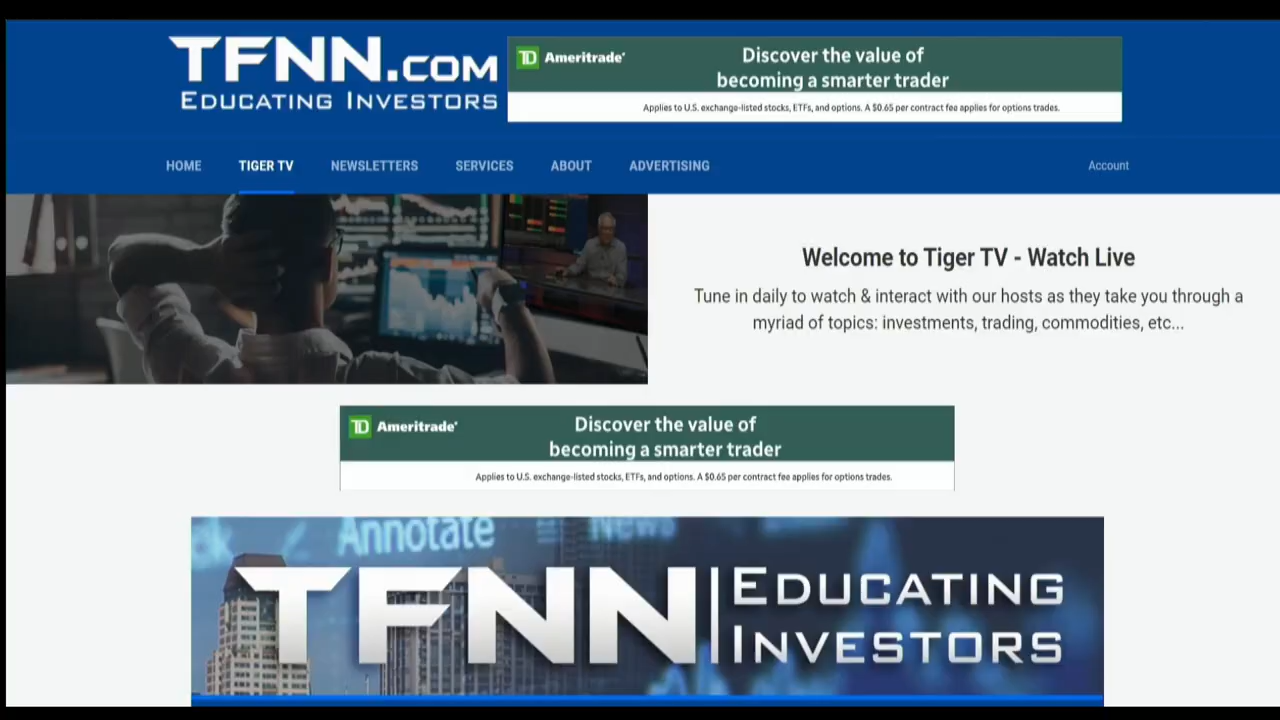 TFNN.COM
EDUCATING INVESTORS
TD Ameritrade
Discover the value of
becoming a smarter trader
Applies to U.S. exchange-listed stocks, ETFs, and options. A $0.65 per contract fee applies for options trades.
HOME
TIGER TV
NEWSLETTERS
SERVICES
ABOUT
ADVERTISING
Account
Welcome to Tiger TV - Watch Live
Tune in daily to watch & interact with our hosts as they take you through a
myriad of topics: investments, trading, commodities, etc...
TD Ameritrade
Discover the value of
becoming a smarter trader
Applies to U.S. exchange-listed stocks, ETFs, and options. A $0.65 per contract fee applies for options trades.
Annotate
News
TFNN
EDUCATING
INVESTORS